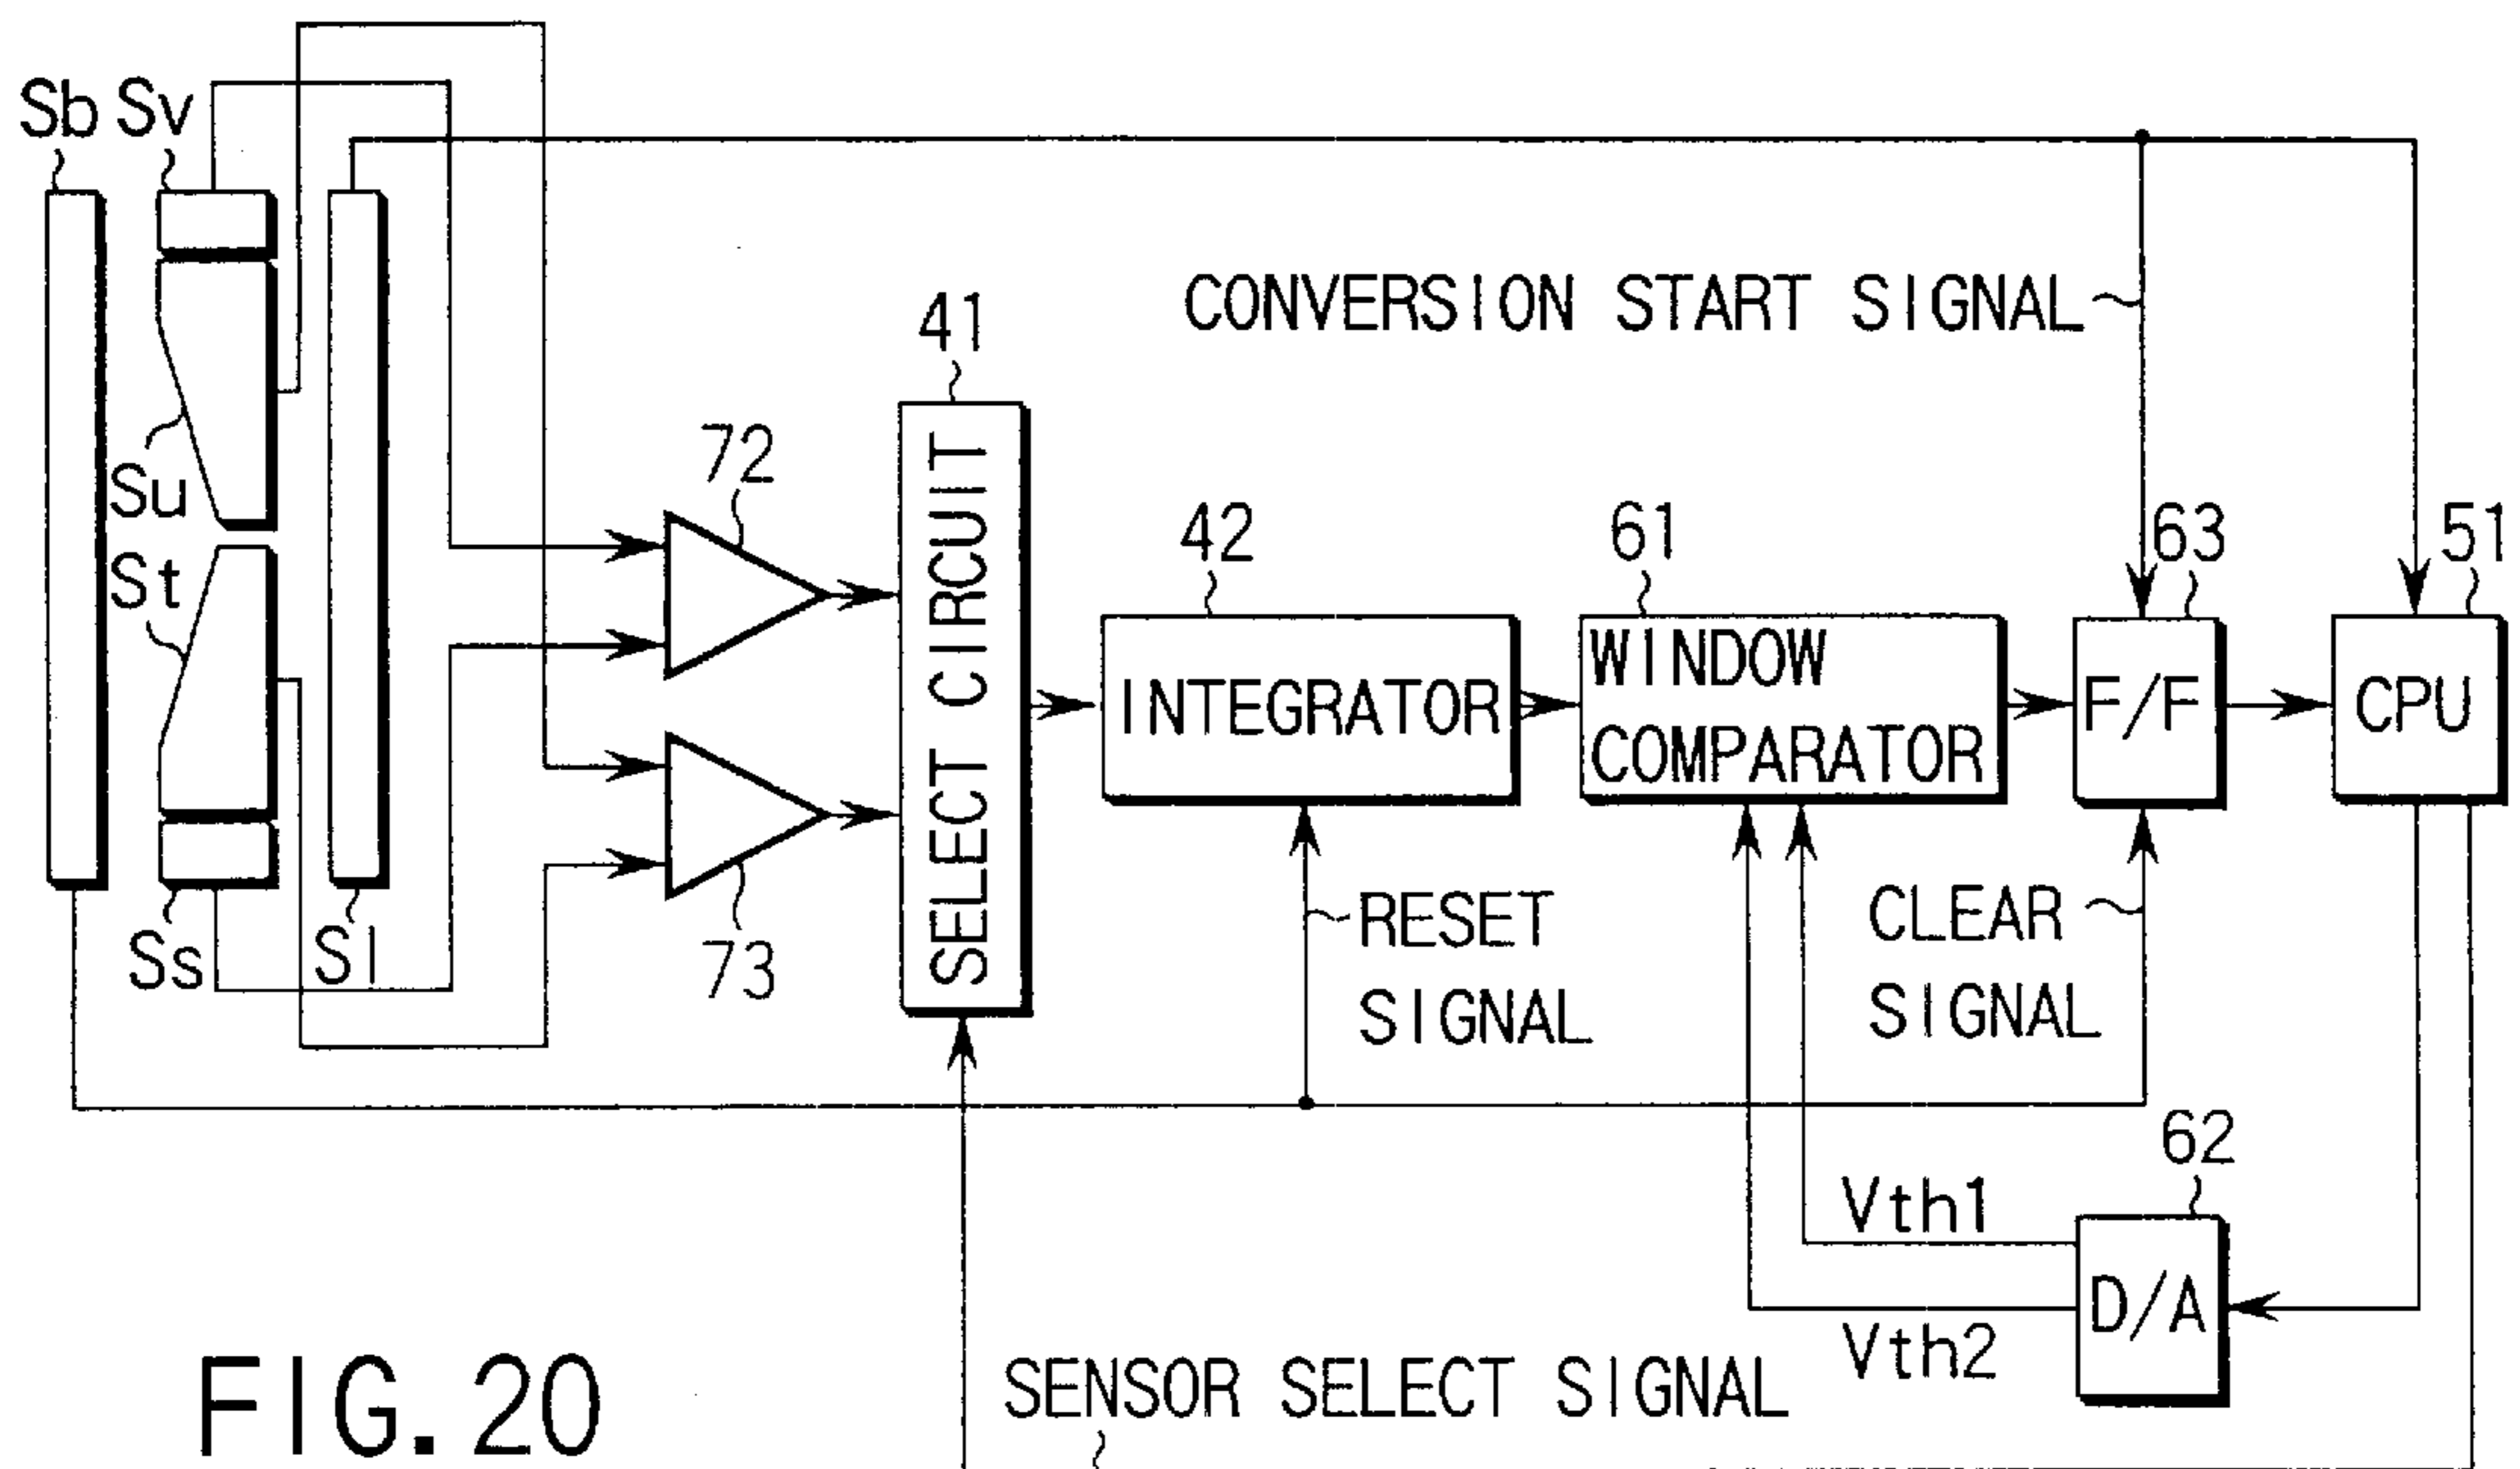 Sb Sv
CONVERSION START SIGNAL
41
72
Su
St
42
61
63
51
SELECT CIRCUIT
INTEGRATOR
WINDOW
COMPARATOR
F/F
CPU
Ss
Sl
73
RESET
SIGNAL
CLEAR
SIGNAL
62
Vth1
D/A
Vth2
SENSOR SELECT SIGNAL
FIG. 20